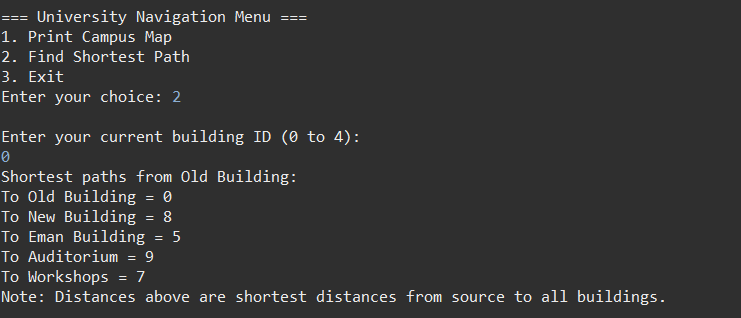 === University Navigation Menu ===
1. Print Campus Map
2. Find Shortest Path
3. Exit
Enter your choice: 2
Enter your current building ID (0 to 4):
0
Shortest paths from Old Building:
To Old Building = 0
To New Building = 8
To Eman Building = 5
To Auditorium = 9
To Workshops = 7
Note: Distances above are shortest distances from source to all buildings.